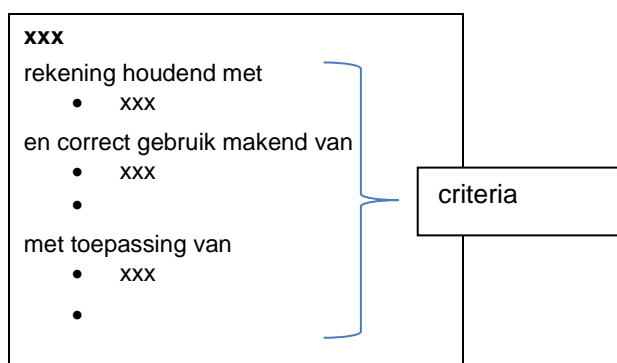 xxx
rekening houdend met
• xxx
en correct gebruik makend van
• xxx
•
met toepassing van
• xxx
•
criteria